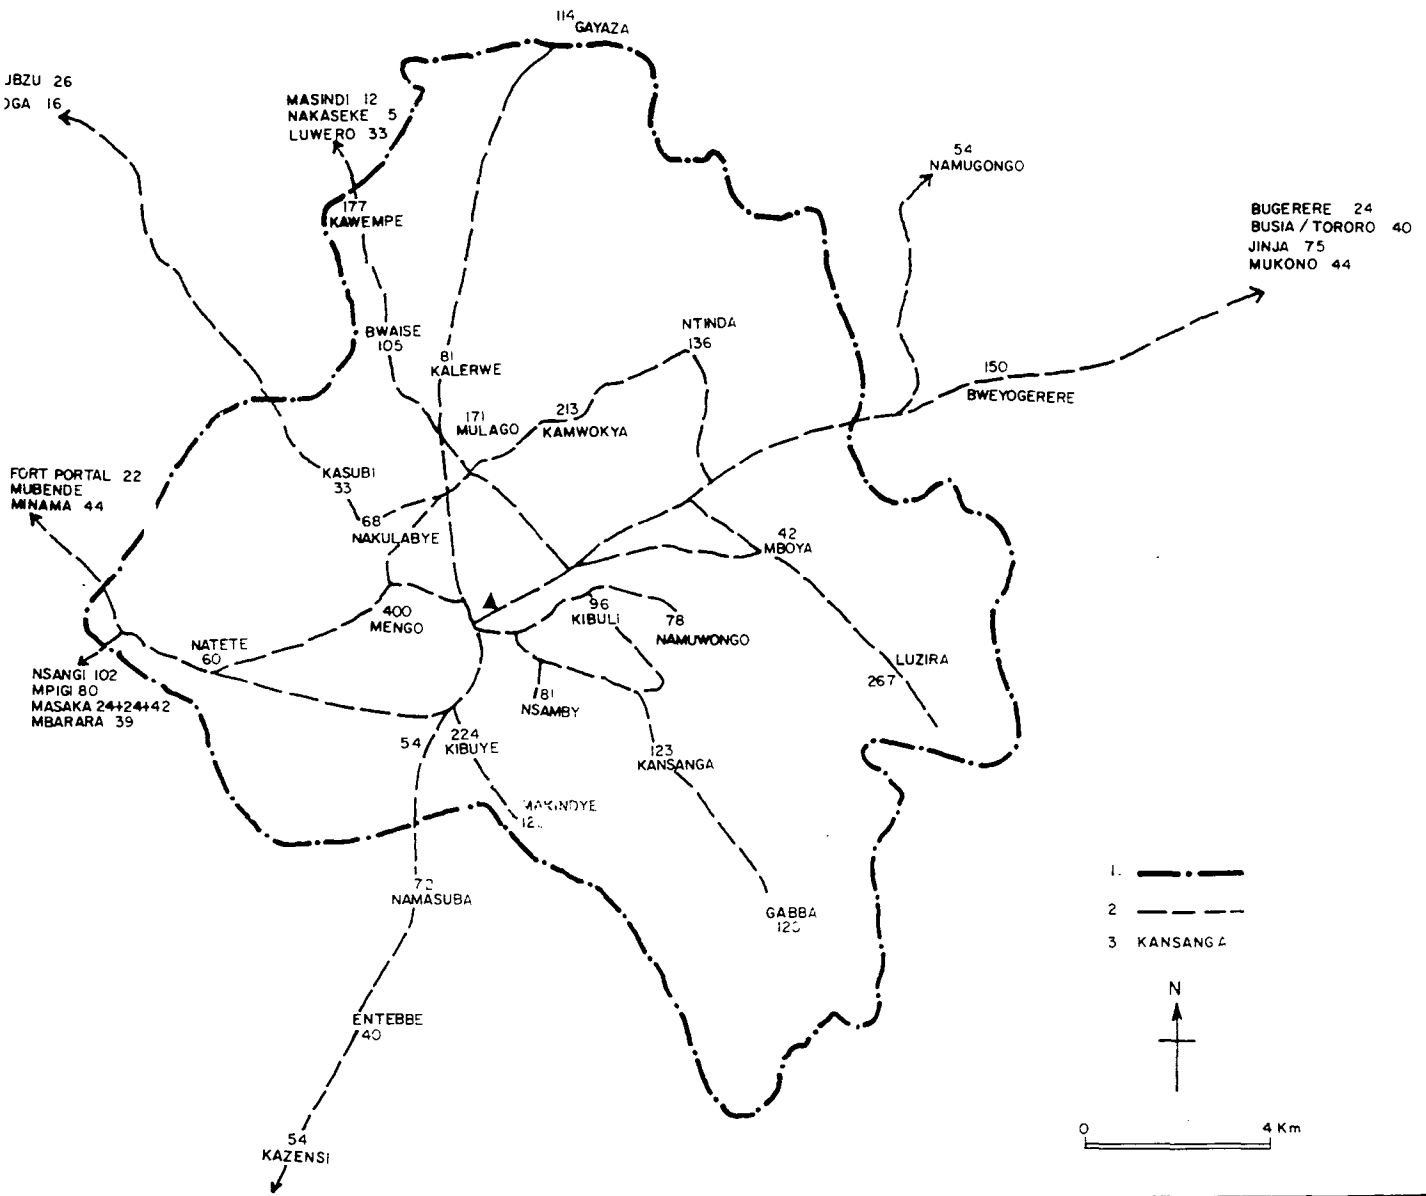 114
GAYAZA
26
16
MASINDI 12
NAKASEKE 5
LUWERO 33
54
NAMUGONGO
177
KAWEMPE
BUGERERE 24
BUSIA / TORORO 40
JINJA 75
MUKONO 44
BWAISE
105
NTINDA
136
81
KALERWE
150
BWEYOGERERE
171
MULAGO
213
KAMWOKYA
FORT PORTAL 22
MUBENDE
MINAMA 44
KASUBI
33
68
NAKULABYE
42
MBOYA
400
MENGO
96
KIBULI
78
NAMUWONGO
NATETE
60
NSANGI 102
MPIGI 80
MASAKA 24+24+42
MBARARA 39
LUZIRA
267
81
NSAMBY
54
224
KIBUYE
123
KANSANGA
MAKINDYE
NAMASUBA
GABBA
1.
2
3 KANSANGA
N
ENTEBBE
40
0 4 Km
54
KAZENSI